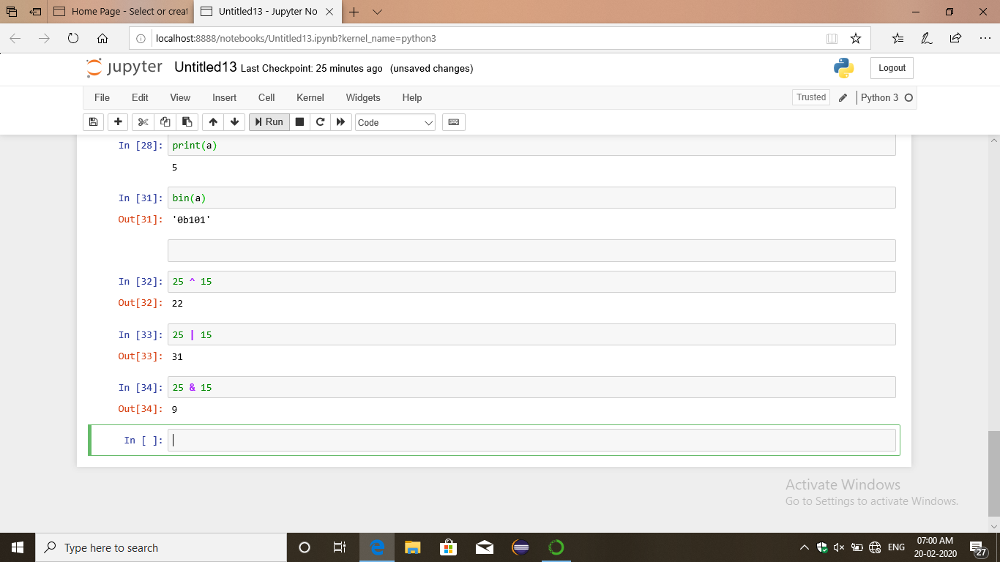 Home Page - Select or creat
Untitled13 - Jupyter No
localhost:8888/notebooks/Untitled13.ipynb?kernel_name=python3
jupyter Untitled13 Last Checkpoint: 25 minutes ago (unsaved changes)
Logout
File Edit View Insert Cell Kernel Widgets Help
Trusted
Python 3
Run
Code
In [28]: print(a)
5
In [31]: bin(a)
Out[31]: '0b101'
In [32]: 25 ^ 15
Out[32]: 22
In [33]: 25 | 15
Out[33]: 31
In [34]: 25 & 15
Out[34]: 9
In [ ]:
Activate Windows
Go to Settings to activate Windows.
Type here to search
ENG
07:00 AM
20-02-2020
27